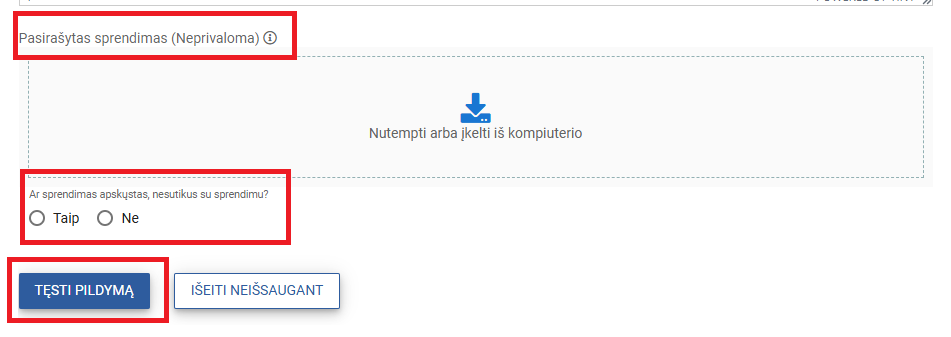 Pasirašytas sprendimas (Neprivaloma)
Nutempti arba įkelti iš kompiuterio
Ar sprendimas apskųstas, nesutikus su sprendimu?
Taip Ne
TĘSTI PILDYMĄ IŠEITI NEIŠSAUGANT